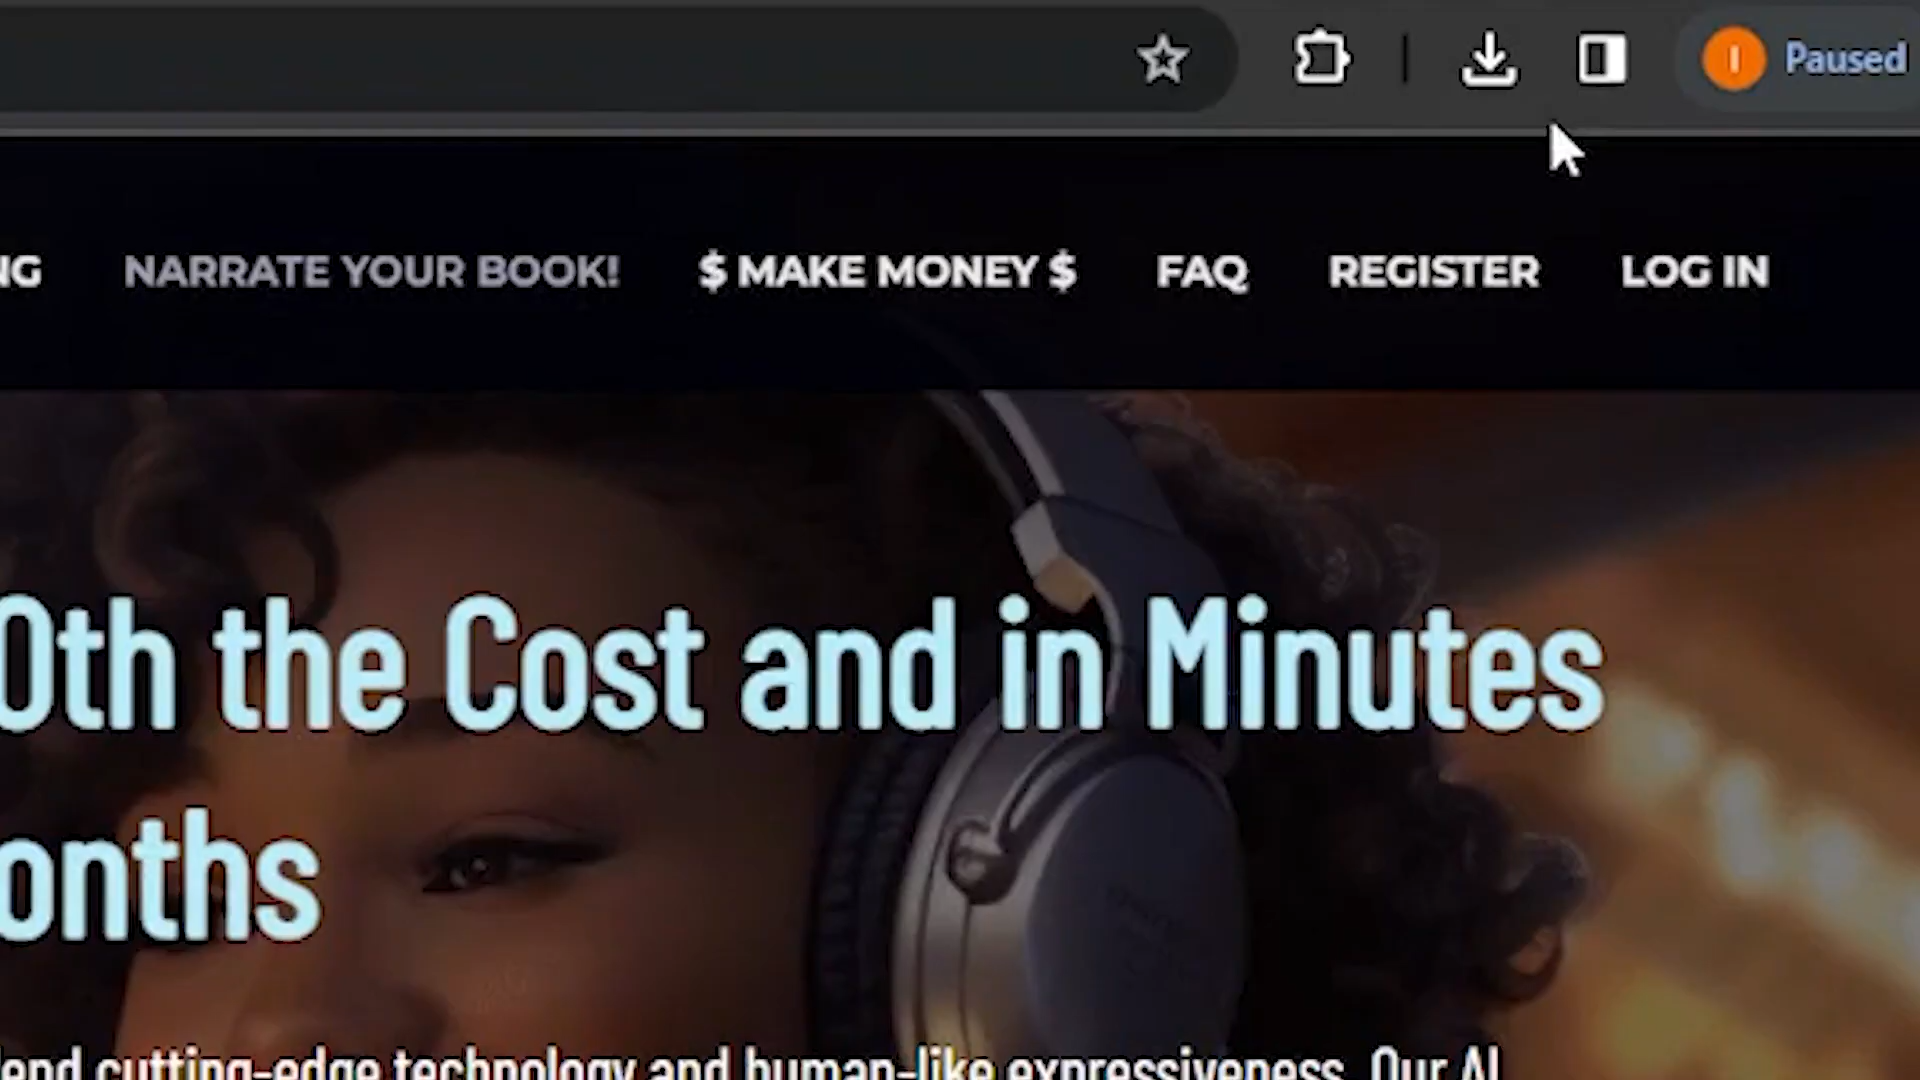 I Paused
NG NARRATE YOUR BOOK! $ MAKE MONEY $ FAQ REGISTER LOG IN
0th the Cost and in Minutes
onths
lend cutting-edge technology and human-like expressiveness. Our AI